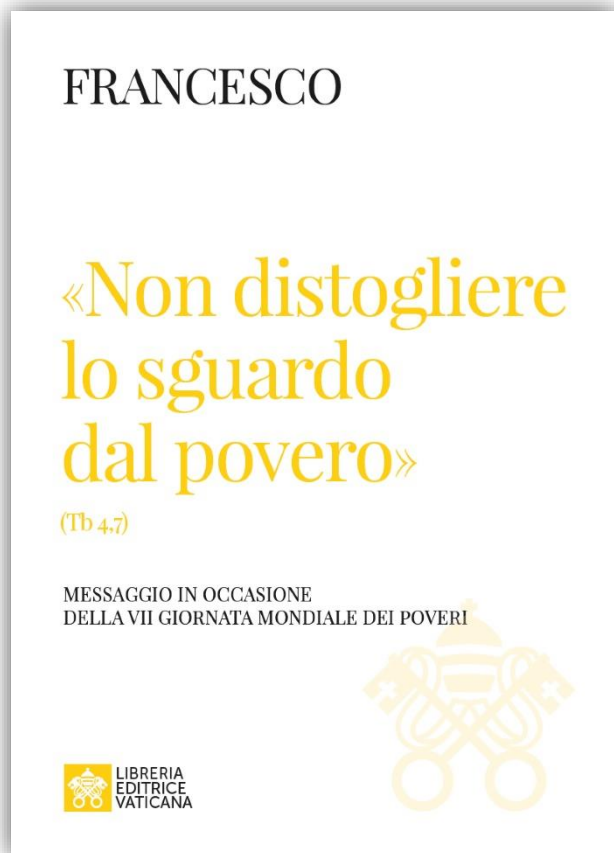 FRANCESCO
«Non distogliere
lo sguardo
dal povero»
(Tb 4,7)
MESSAGGIO IN OCCASIONE
DELLA VII GIORNATA MONDIALE DEI POVERI
LIBRERIA
EDITRICE
VATICANA